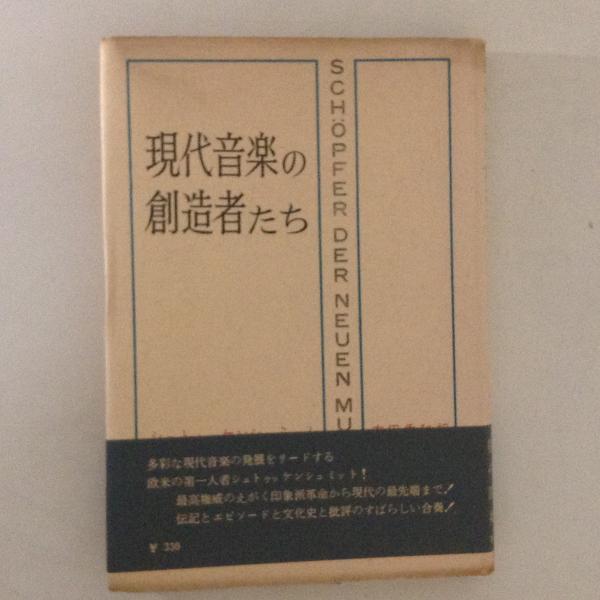 現代音楽の
創造者たち
SCHÖPFER DER NEUEN MU
多彩な現代音楽の発展をリードする
欧米の第一人者シュトゥッケンシュミット!
最高権威のえがく印象派革命から現代の最先端まで!
伝記とエピソードと文化史と批評のすばらしい合奏!
¥ 330